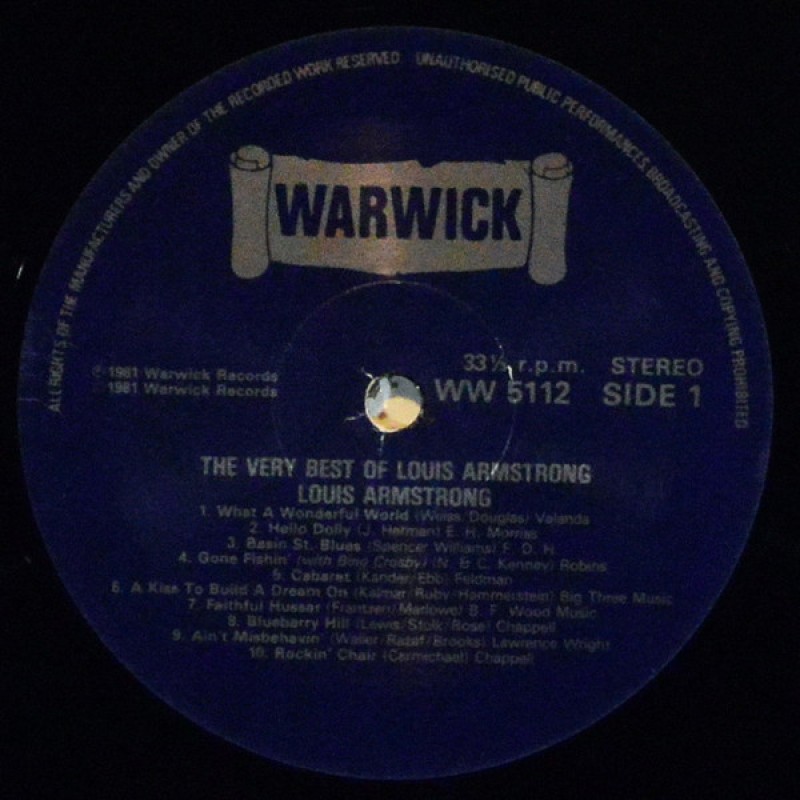 ALL RIGHTS OF THE MANUFACTURERS AND OWNER OF THE RECORDED WORK RESERVED UNAUTHORISED PUBLIC PERFORMANCES BROADCASTING AND COPYING PROHIBITED
WARWICK
33⅓ r.p.m. STEREO
℗1981 Warwick Records
1981 Warwick Records
WW 5112 SIDE 1
THE VERY BEST OF LOUIS ARMSTRONG
LOUIS ARMSTRONG
1. What A Wonderful World (Weiss, Douglas) Valando
2. Hello Dolly (J. Herman) E. H. Morris
3. Basin St. Blues (Spencer Williams) F. D. H.
4. Gone Fishin' (with Bing Crosby) (N. & C. Kenney) Robins
5. Cabaret (Kander/Ebb) Feldman
6. A Kiss To Build A Dream On (Kalmar/Ruby/Hammerstein) Big Three Music
7. Faithful Hussar (Frantzen/Marlowe) B. F. Wood Music
8. Blueberry Hill (Lewis/Stolk/Rose) Chappell
9. Ain't Misbehavin' (Waller/Razaf/Brooks) Lawrence Wright
10. Rockin' Chair (Carmichael) Chappell